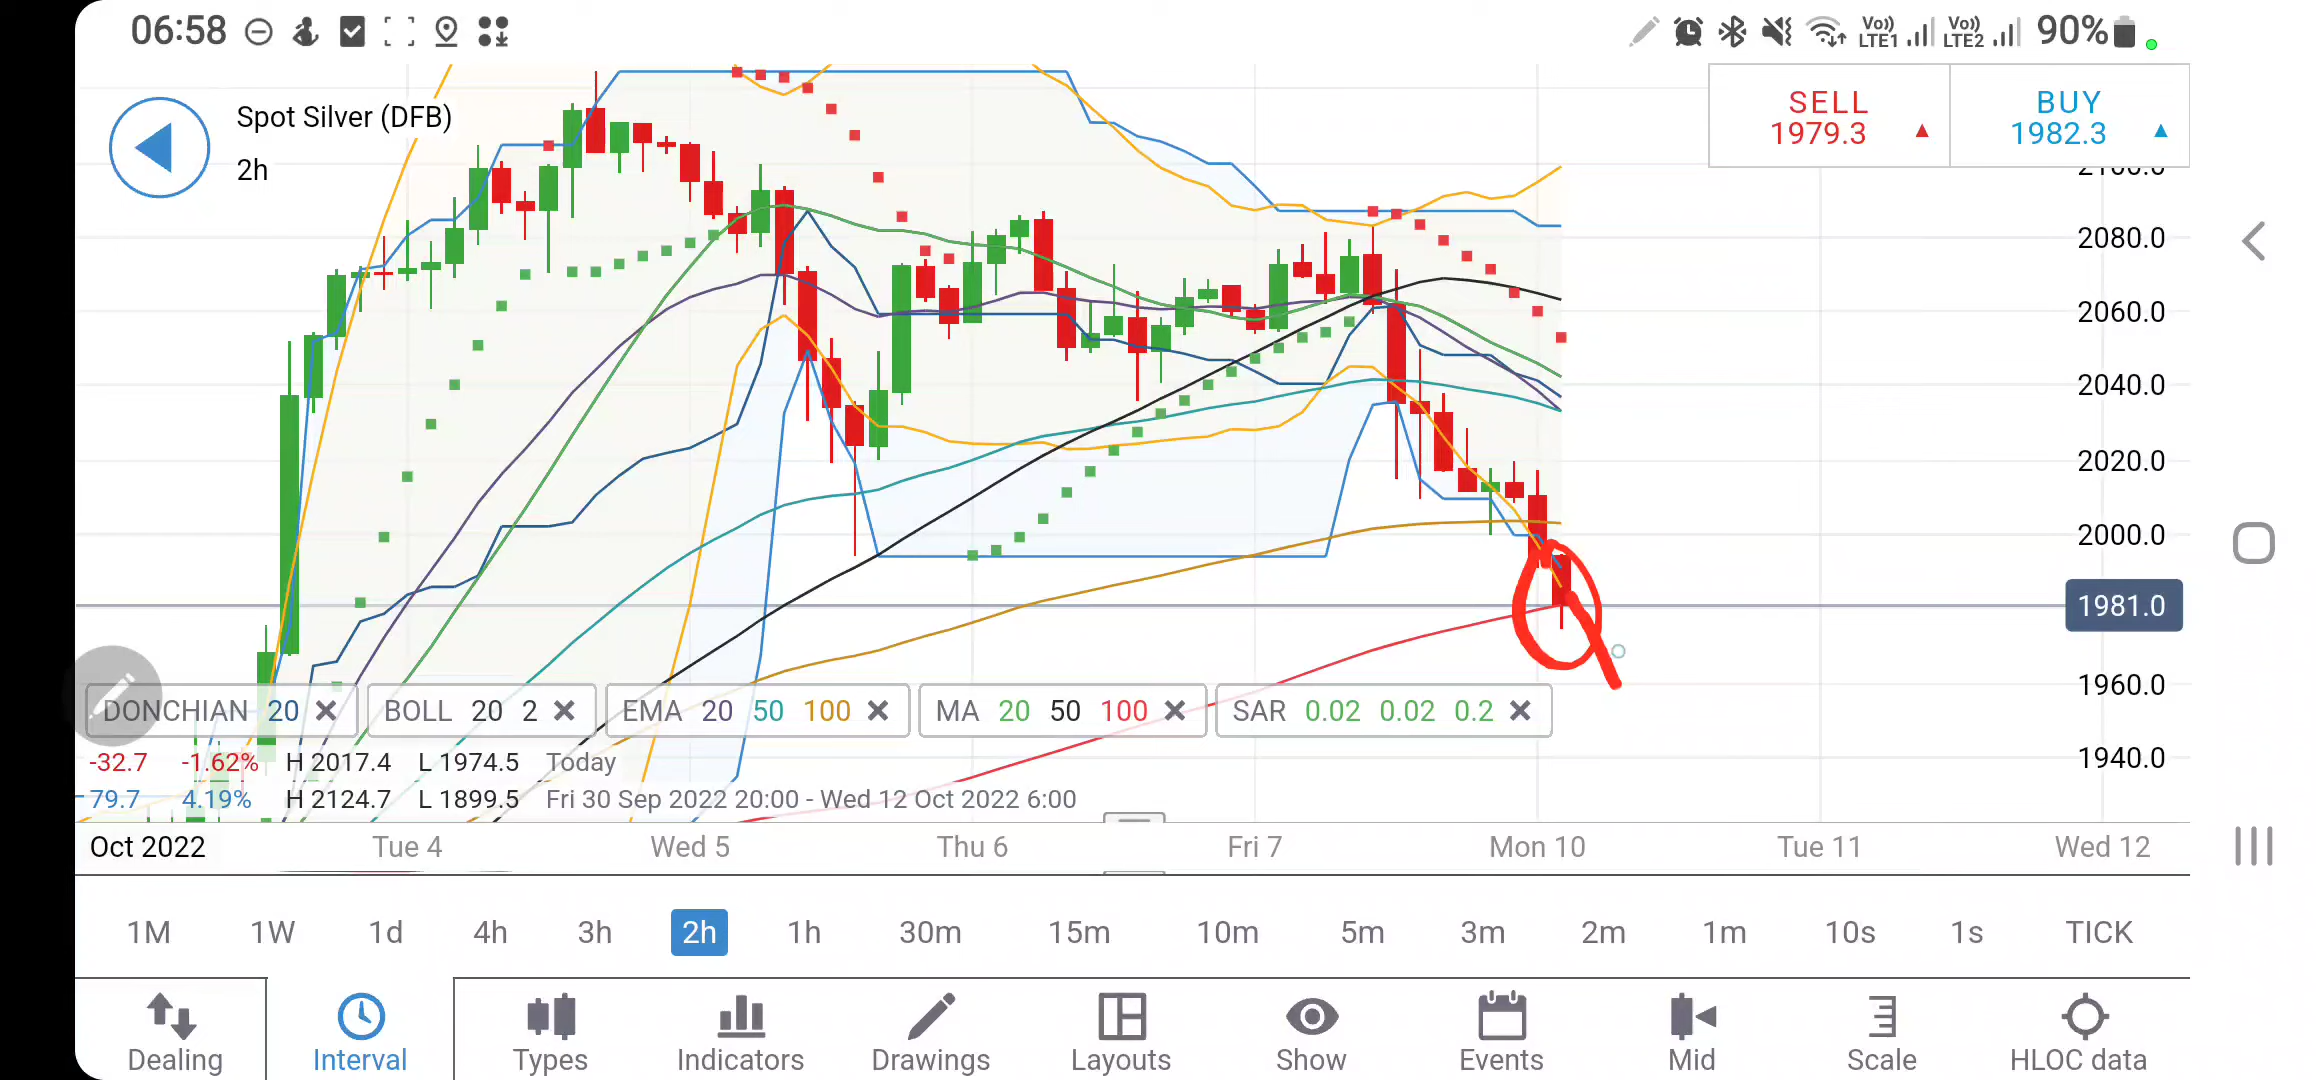 06:58
Vo)) LTE1 Vo)) LTE2 90%
Spot Silver (DFB)
2h
SELL
1979.3
BUY
1982.3
2100.0
2080.0
2060.0
2040.0
2020.0
2000.0
1981.0
1960.0
1940.0
DONCHIAN 20
BOLL 20 2
EMA 20 50 100
MA 20 50 100
SAR 0.02 0.02 0.2
-32.7 -1.62% H 2017.4 L 1974.5 Today
79.7 4.19% H 2124.7 L 1899.5 Fri 30 Sep 2022 20:00 - Wed 12 Oct 2022 6:00
Oct 2022 Tue 4 Wed 5 Thu 6 Fri 7 Mon 10 Tue 11 Wed 12
1M 1W 1d 4h 3h 2h 1h 30m 15m 10m 5m 3m 2m 1m 10s 1s TICK
Dealing Interval Types Indicators Drawings Layouts Show Events Mid Scale HLOC data